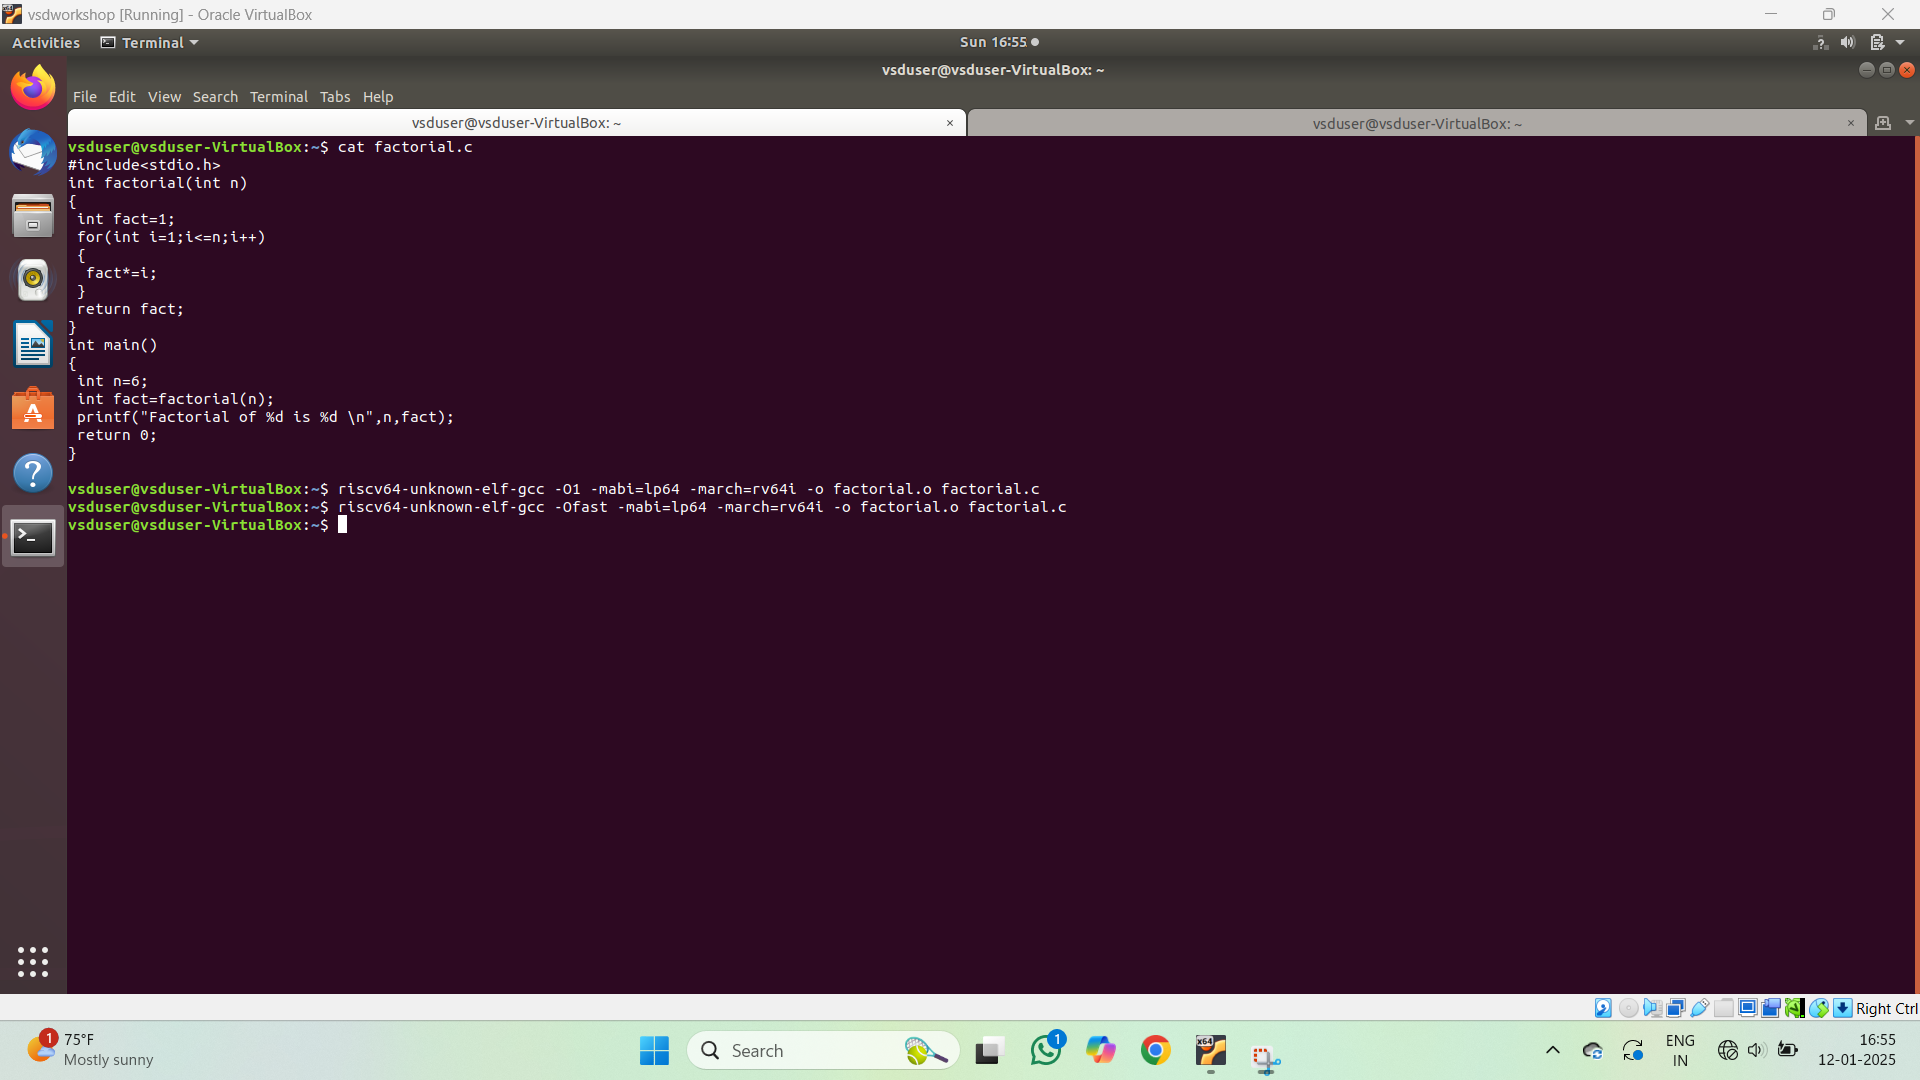 vsdworkshop [Running] - Oracle VirtualBox
Activities Terminal Sun 16:55
vsduser@vsduser-VirtualBox: ~
File Edit View Search Terminal Tabs Help
vsduser@vsduser-VirtualBox: ~ × vsduser@vsduser-VirtualBox: ~ ×
vsduser@vsduser-VirtualBox:~$ cat factorial.c
#include<stdio.h>
int factorial(int n)
{
 int fact=1;
 for(int i=1;i<=n;i++)
 {
  fact*=i;
 }
 return fact;
}
int main()
{
 int n=6;
 int fact=factorial(n);
 printf("Factorial of %d is %d \n",n,fact);
 return 0;
}
vsduser@vsduser-VirtualBox:~$ riscv64-unknown-elf-gcc -O1 -mabi=lp64 -march=rv64i -o factorial.o factorial.c
vsduser@vsduser-VirtualBox:~$ riscv64-unknown-elf-gcc -Ofast -mabi=lp64 -march=rv64i -o factorial.o factorial.c
vsduser@vsduser-VirtualBox:~$
Right Ctrl
1
75°F
Mostly sunny
Search
1
X64
ENG
IN
16:55
12-01-2025